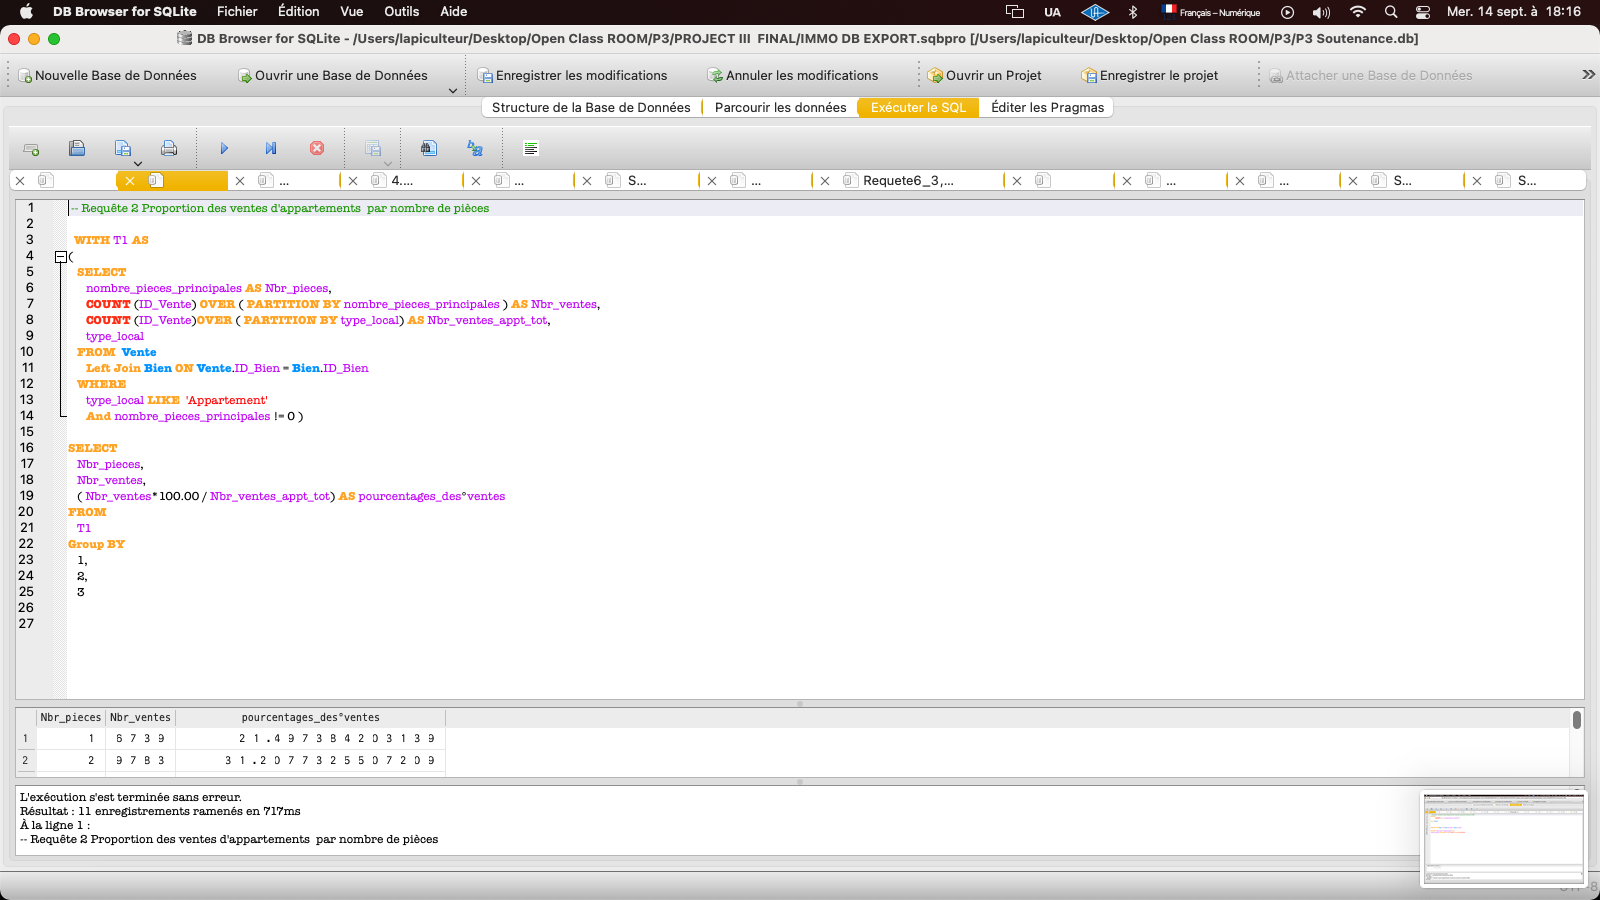 DB Browser for SQLite Fichier Édition Vue Outils Aide UA Français – Numérique Mer. 14 sept. à 18:16
DB Browser for SQLite - /Users/lapiculteur/Desktop/Open Class ROOM/P3/PROJECT III FINAL/IMMO DB EXPORT.sqbpro [/Users/lapiculteur/Desktop/Open Class ROOM/P3/P3 Soutenance.db]
Nouvelle Base de Données Ouvrir une Base de Données Enregistrer les modifications Annuler les modifications Ouvrir un Projet Enregistrer le projet Attacher une Base de Données »
Structure de la Base de Données Parcourir les données Exécuter le SQL Éditer les Pragmas
... 4.... ... S... ... Requete6_3,... ... ... S... S...
1 -- Requête 2 Proportion des ventes d'appartements par nombre de pièces
2
3 WITH T1 AS
4 (
5 SELECT
6 nombre_pieces_principales AS Nbr_pieces,
7 COUNT (ID_Vente) OVER ( PARTITION BY nombre_pieces_principales ) AS Nbr_ventes,
8 COUNT (ID_Vente)OVER ( PARTITION BY type_local) AS Nbr_ventes_appt_tot,
9 type_local
10 FROM Vente
11 Left Join Bien ON Vente.ID_Bien = Bien.ID_Bien
12 WHERE
13 type_local LIKE 'Appartement'
14 And nombre_pieces_principales != 0 )
15
16 SELECT
17 Nbr_pieces,
18 Nbr_ventes,
19 ( Nbr_ventes*100.00 / Nbr_ventes_appt_tot) AS pourcentages_des°ventes
20 FROM
21 T1
22 Group BY
23 1,
24 2,
25 3
26
27
Nbr_pieces Nbr_ventes pourcentages_des°ventes
1 1 6739 21.497384203139
2 2 9783 31.2077325507209
L'exécution s'est terminée sans erreur.
Résultat : 11 enregistrements ramenés en 717ms
À la ligne 1 :
-- Requête 2 Proportion des ventes d'appartements par nombre de pièces